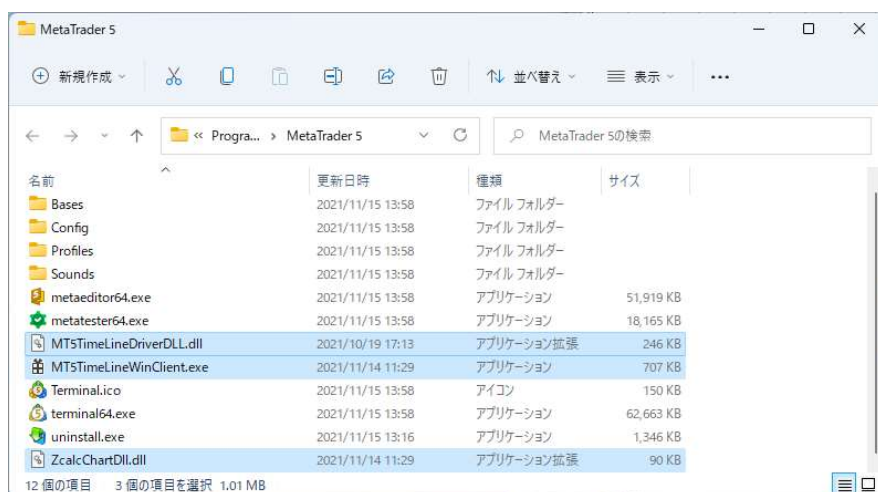 MetaTrader 5
新規作成
並べ替え
表示
« Progra... › MetaTrader 5
MetaTrader 5の検索
名前 更新日時 種類 サイズ
Bases 2021/11/15 13:58 ファイル フォルダー
Config 2021/11/15 13:58 ファイル フォルダー
Profiles 2021/11/15 13:58 ファイル フォルダー
Sounds 2021/11/15 13:58 ファイル フォルダー
metaeditor64.exe 2021/11/15 13:58 アプリケーション 51,919 KB
metatester64.exe 2021/11/15 13:58 アプリケーション 18,165 KB
MT5TimeLineDriverDLL.dll 2021/10/19 17:13 アプリケーション拡張 246 KB
MT5TimeLineWinClient.exe 2021/11/14 11:29 アプリケーション 707 KB
Terminal.ico 2021/11/15 13:58 アイコン 150 KB
terminal64.exe 2021/11/15 13:58 アプリケーション 62,663 KB
uninstall.exe 2021/11/15 13:16 アプリケーション 1,346 KB
ZcalcChartDll.dll 2021/11/14 11:29 アプリケーション拡張 90 KB
12 個の項目 3 個の項目を選択 1.01 MB